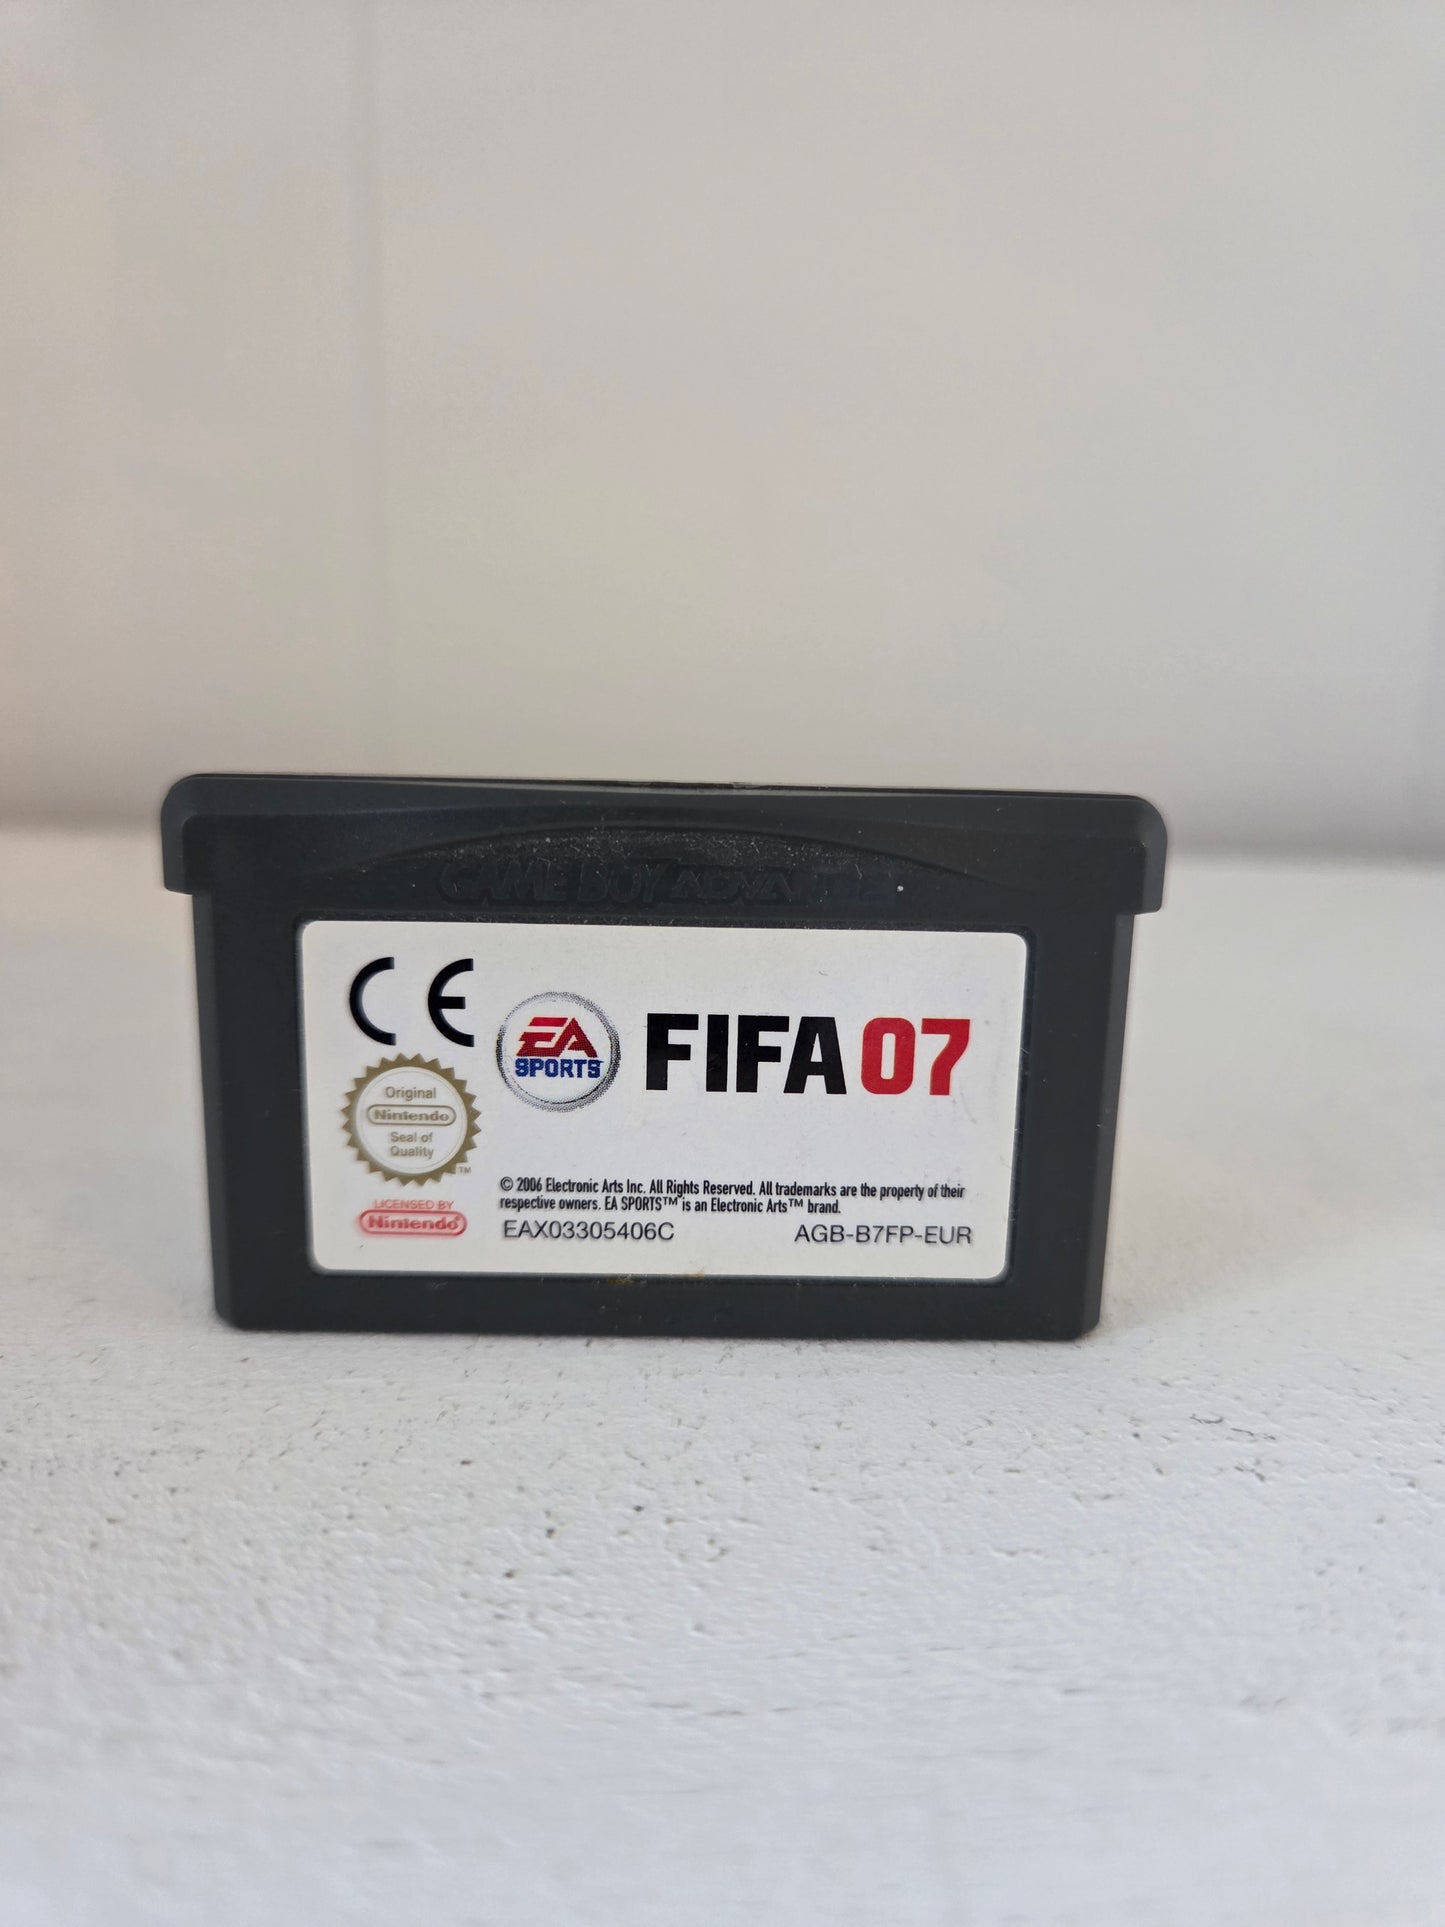 GAME BOY ADVANCE
CE
EA
SPORTS
FIFA 07
Original
Nintendo
Seal of
Quality
TM
LICENSED BY
Nintendo
© 2006 Electronic Arts Inc. All Rights Reserved. All trademarks are the property of their
respective owners. EA SPORTS™ is an Electronic Arts™ brand.
EAX03305406C AGB-B7FP-EUR